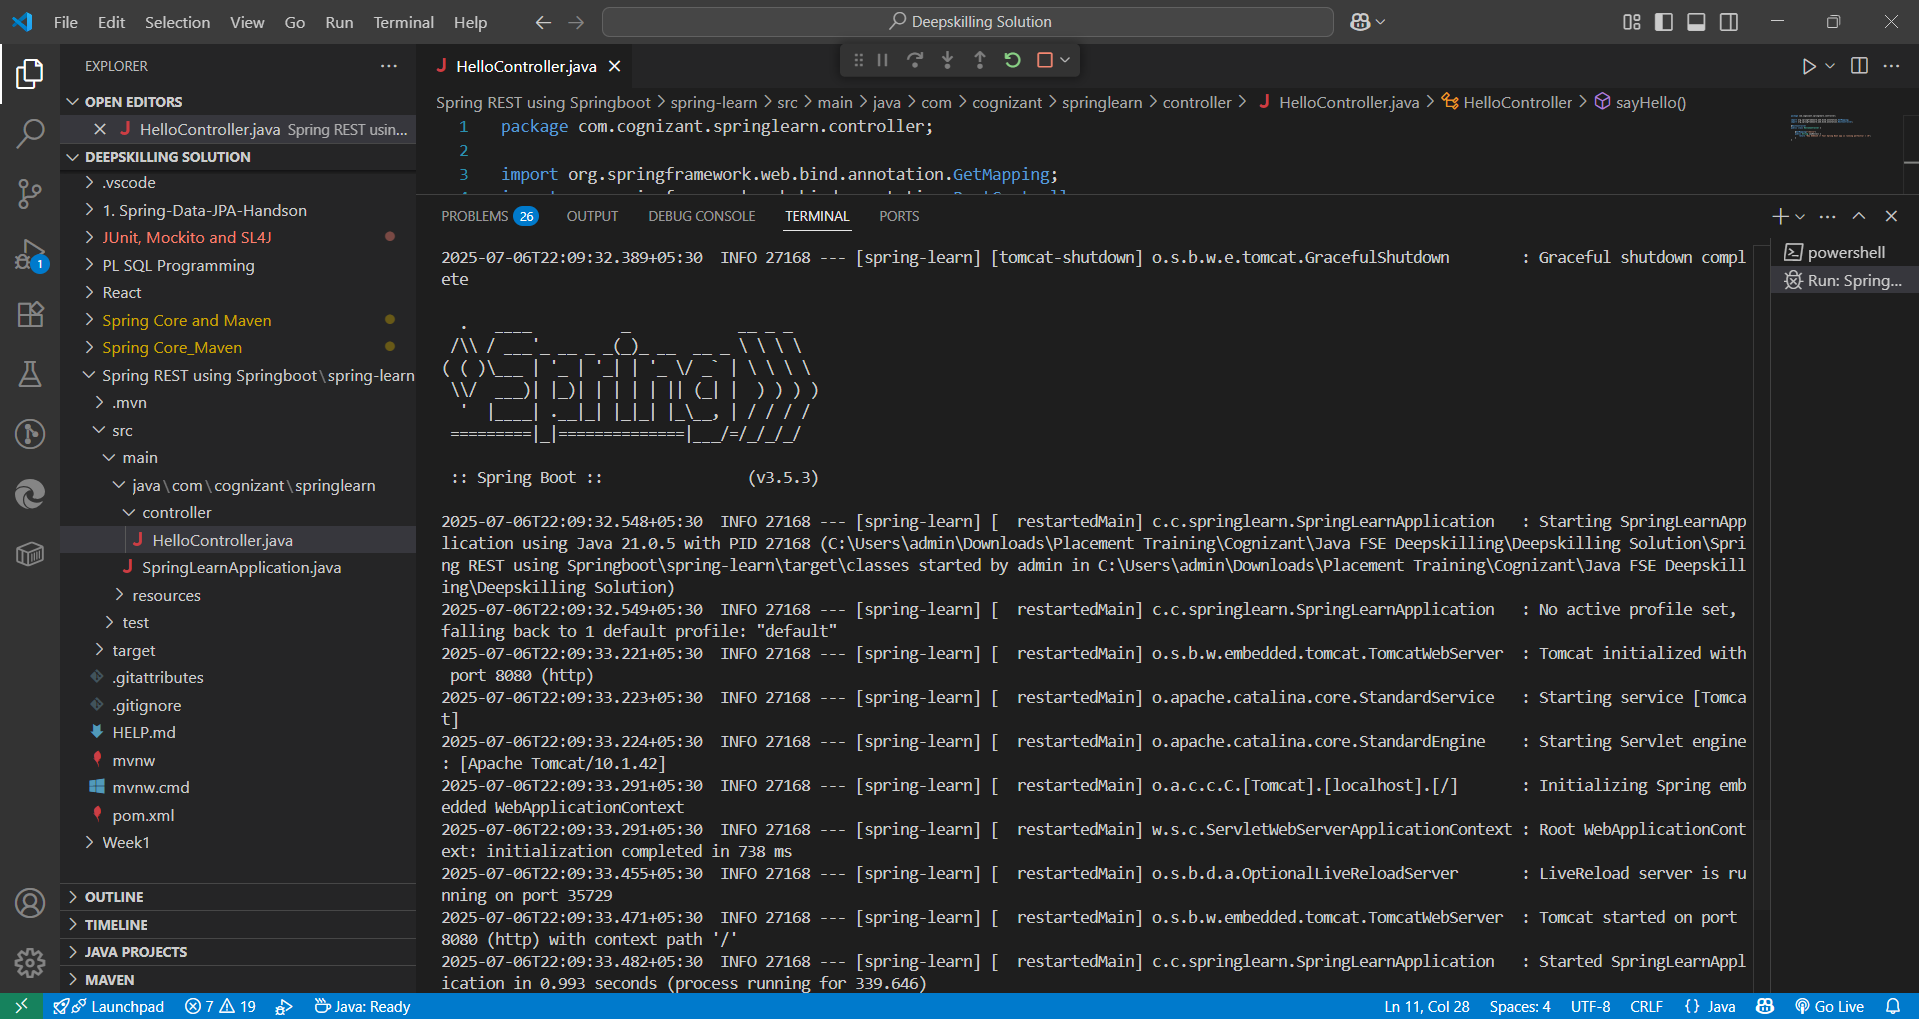 File Edit Selection View Go Run Terminal Help
Deepskilling Solution
EXPLORER
OPEN EDITORS
HelloController.java Spring REST usin...
DEEPSKILLING SOLUTION
.vscode
1. Spring-Data-JPA-Handson
JUnit, Mockito and SL4J
PL SQL Programming
React
Spring Core and Maven
Spring Core_Maven
Spring REST using Springboot\spring-learn
.mvn
src
main
java\com\cognizant\springlearn
controller
HelloController.java
SpringLearnApplication.java
resources
test
target
.gitattributes
.gitignore
HELP.md
mvnw
mvnw.cmd
pom.xml
Week1
OUTLINE
TIMELINE
JAVA PROJECTS
MAVEN
1
HelloController.java
Spring REST using Springboot > spring-learn > src > main > java > com > cognizant > springlearn > controller > HelloController.java > HelloController > sayHello()
1 package com.cognizant.springlearn.controller;
2
3 import org.springframework.web.bind.annotation.GetMapping;
PROBLEMS 26 OUTPUT DEBUG CONSOLE TERMINAL PORTS
powershell
Run: Spring...
2025-07-06T22:09:32.389+05:30  INFO 27168 --- [spring-learn] [tomcat-shutdown] o.s.b.w.e.tomcat.GracefulShutdown        : Graceful shutdown compl
ete
Spring
:: Spring Boot ::                (v3.5.3)
2025-07-06T22:09:32.548+05:30  INFO 27168 --- [spring-learn] [  restartedMain] c.c.springlearn.SpringLearnApplication   : Starting SpringLearnApp
lication using Java 21.0.5 with PID 27168 (C:\Users\admin\Downloads\Placement Training\Cognizant\Java FSE Deepskilling\Deepskilling Solution\Spri
ng REST using Springboot\spring-learn\target\classes started by admin in C:\Users\admin\Downloads\Placement Training\Cognizant\Java FSE Deepskill
ing\Deepskilling Solution)
2025-07-06T22:09:32.549+05:30  INFO 27168 --- [spring-learn] [  restartedMain] c.c.springlearn.SpringLearnApplication   : No active profile set,
falling back to 1 default profile: "default"
2025-07-06T22:09:33.221+05:30  INFO 27168 --- [spring-learn] [  restartedMain] o.s.b.w.embedded.tomcat.TomcatWebServer  : Tomcat initialized with
port 8080 (http)
2025-07-06T22:09:33.223+05:30  INFO 27168 --- [spring-learn] [  restartedMain] o.apache.catalina.core.StandardService   : Starting service [Tomca
t]
2025-07-06T22:09:33.224+05:30  INFO 27168 --- [spring-learn] [  restartedMain] o.apache.catalina.core.StandardEngine    : Starting Servlet engine
: [Apache Tomcat/10.1.42]
2025-07-06T22:09:33.291+05:30  INFO 27168 --- [spring-learn] [  restartedMain] o.a.c.c.C.[Tomcat].[localhost].[/]       : Initializing Spring emb
edded WebApplicationContext
2025-07-06T22:09:33.291+05:30  INFO 27168 --- [spring-learn] [  restartedMain] w.s.c.ServletWebServerApplicationContext : Root WebApplicationCont
ext: initialization completed in 738 ms
2025-07-06T22:09:33.455+05:30  INFO 27168 --- [spring-learn] [  restartedMain] o.s.b.d.a.OptionalLiveReloadServer       : LiveReload server is ru
nning on port 35729
2025-07-06T22:09:33.471+05:30  INFO 27168 --- [spring-learn] [  restartedMain] o.s.b.w.embedded.tomcat.TomcatWebServer  : Tomcat started on port
8080 (http) with context path '/'
2025-07-06T22:09:33.482+05:30  INFO 27168 --- [spring-learn] [  restartedMain] c.c.springlearn.SpringLearnApplication   : Started SpringLearnAppl
ication in 0.993 seconds (process running for 339.646)
Launchpad 7 19 Java: Ready Ln 11, Col 28 Spaces: 4 UTF-8 CRLF {} Java Go Live